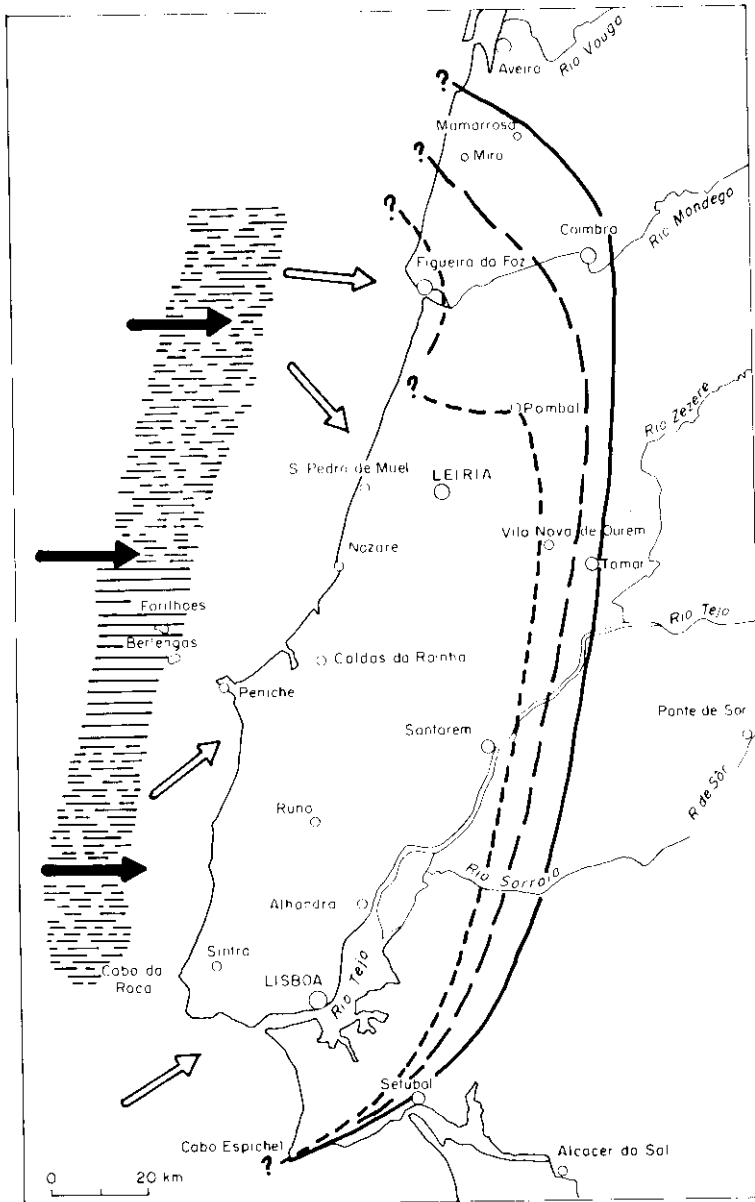 Aveiro
Rio Vouga
?
Mamarrosa
?
Mira
?
Rio Mondego
Coimbra
Figueira da Foz
?
Pombal
Rio Zezere
S. Pedro de Muel
LEIRIA
Vila Nova de Ourem
Nazare
Tomar
Farilhoes
Rio Tejo
Berlengas
Caldas da Rainha
Peniche
Ponte de Sor
Santarem
R de Sôr
Runa
Rio Sorraia
Alhandra
Sintra
Cabo da
Roca
LISBOA
Rio Tejo
Setubal
Cabo Espichel
?
Alcacer do Sal
0 20 km